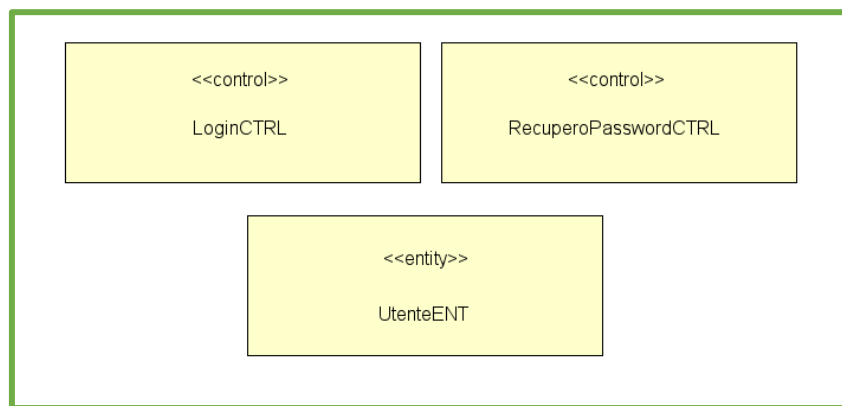 <<control>>
LoginCTRL
<<control>>
RecuperoPasswordCTRL
<<entity>>
UtenteENT